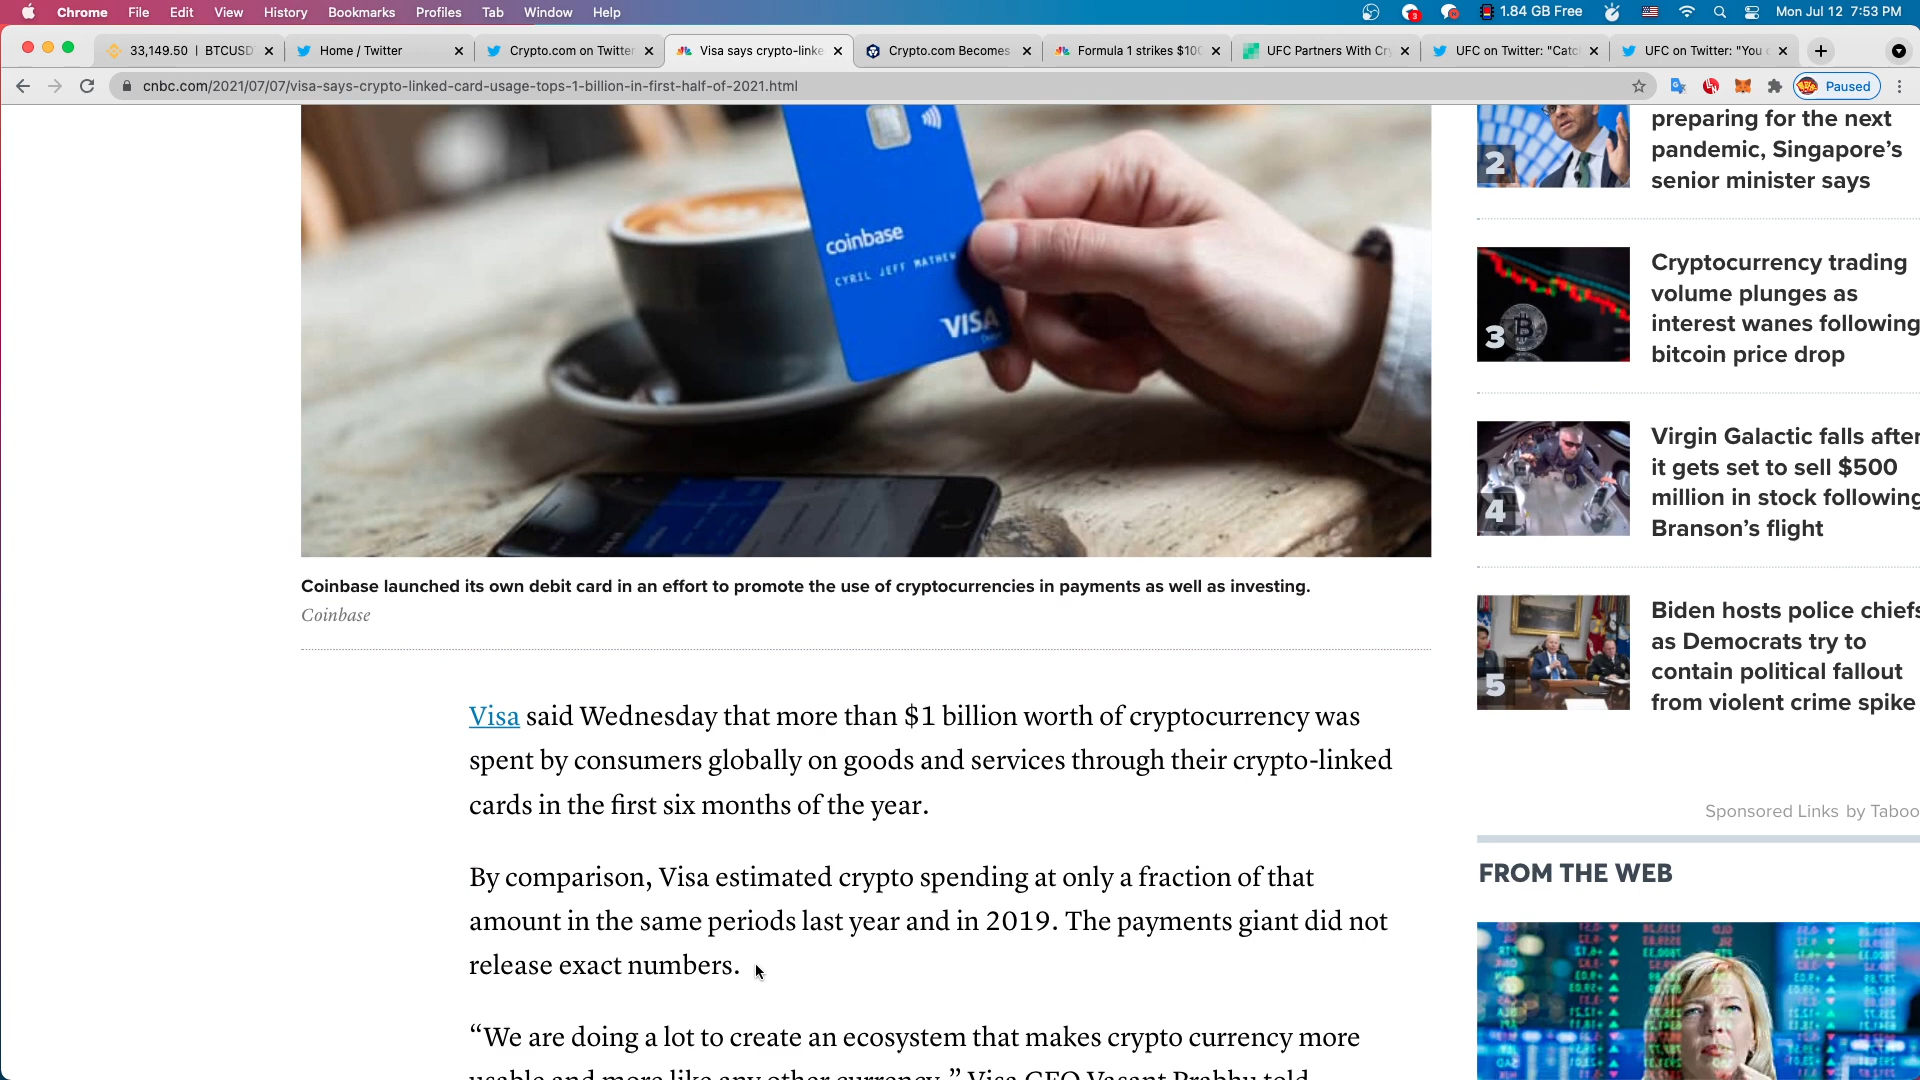 Chrome File Edit View History Bookmarks Profiles Tab Window Help 3 1.84 GB Free Mon Jul 12 7:53 PM
33,149.50 | BTCUSD Home / Twitter Crypto.com on Twitter Visa says crypto-linke Crypto.com Becomes Formula 1 strikes $100 UFC Partners With Cry UFC on Twitter: "Catc UFC on Twitter: "You
cnbc.com/2021/07/07/visa-says-crypto-linked-card-usage-tops-1-billion-in-first-half-of-2021.html Paused
coinbase
CYRIL JEFF MATHEW
VISA
Coinbase launched its own debit card in an effort to promote the use of cryptocurrencies in payments as well as investing.
Coinbase
Visa said Wednesday that more than $1 billion worth of cryptocurrency was
spent by consumers globally on goods and services through their crypto-linked
cards in the first six months of the year.
By comparison, Visa estimated crypto spending at only a fraction of that
amount in the same periods last year and in 2019. The payments giant did not
release exact numbers.
“We are doing a lot to create an ecosystem that makes crypto currency more
usable and more like any other currency,” Visa CFO Vasant Prabhu told
2
preparing for the next
pandemic, Singapore’s
senior minister says
3
Cryptocurrency trading
volume plunges as
interest wanes following
bitcoin price drop
4
Virgin Galactic falls after
it gets set to sell $500
million in stock following
Branson’s flight
5
Biden hosts police chiefs
as Democrats try to
contain political fallout
from violent crime spike
Sponsored Links by Taboo
FROM THE WEB